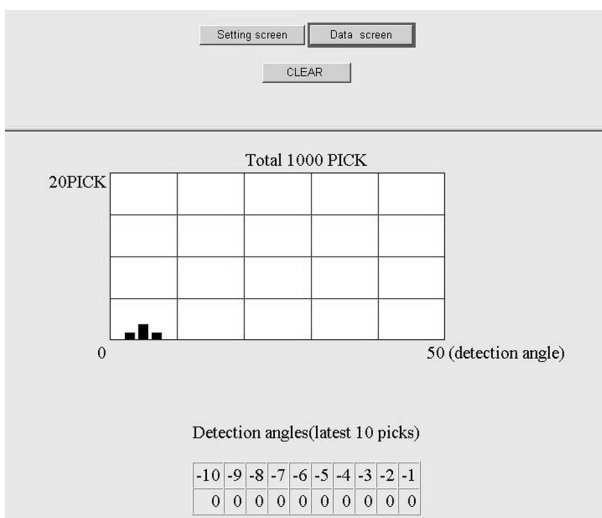 Setting screen Data screen
CLEAR
Total 1000 PICK
20PICK
0 50 (detection angle)
Detection angles(latest 10 picks)
-10 -9 -8 -7 -6 -5 -4 -3 -2 -1
0 0 0 0 0 0 0 0 0 0